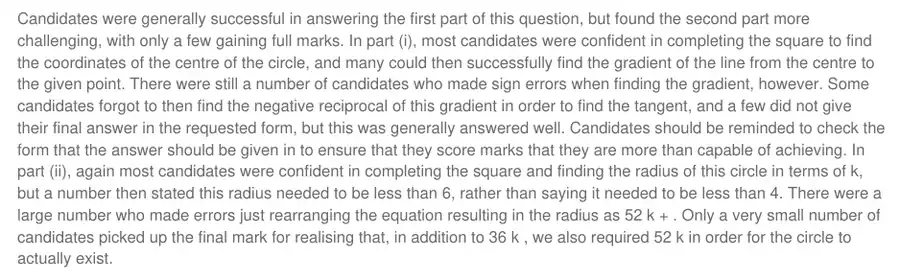 Candidates were generally successful in answering the first part of this question, but found the second part more
challenging, with only a few gaining full marks. In part (i), most candidates were confident in completing the square to find
the coordinates of the centre of the circle, and many could then successfully find the gradient of the line from the centre to
the given point. There were still a number of candidates who made sign errors when finding the gradient, however. Some
candidates forgot to then find the negative reciprocal of this gradient in order to find the tangent, and a few did not give
their final answer in the requested form, but this was generally answered well. Candidates should be reminded to check the
form that the answer should be given in to ensure that they score marks that they are more than capable of achieving. In
part (ii), again most candidates were confident in completing the square and finding the radius of this circle in terms of k,
but a number then stated this radius needed to be less than 6, rather than saying it needed to be less than 4. There were a
large number who made errors just rearranging the equation resulting in the radius as 52 k + . Only a very small number of
candidates picked up the final mark for realising that, in addition to 36 k , we also required 52 k in order for the circle to
actually exist.